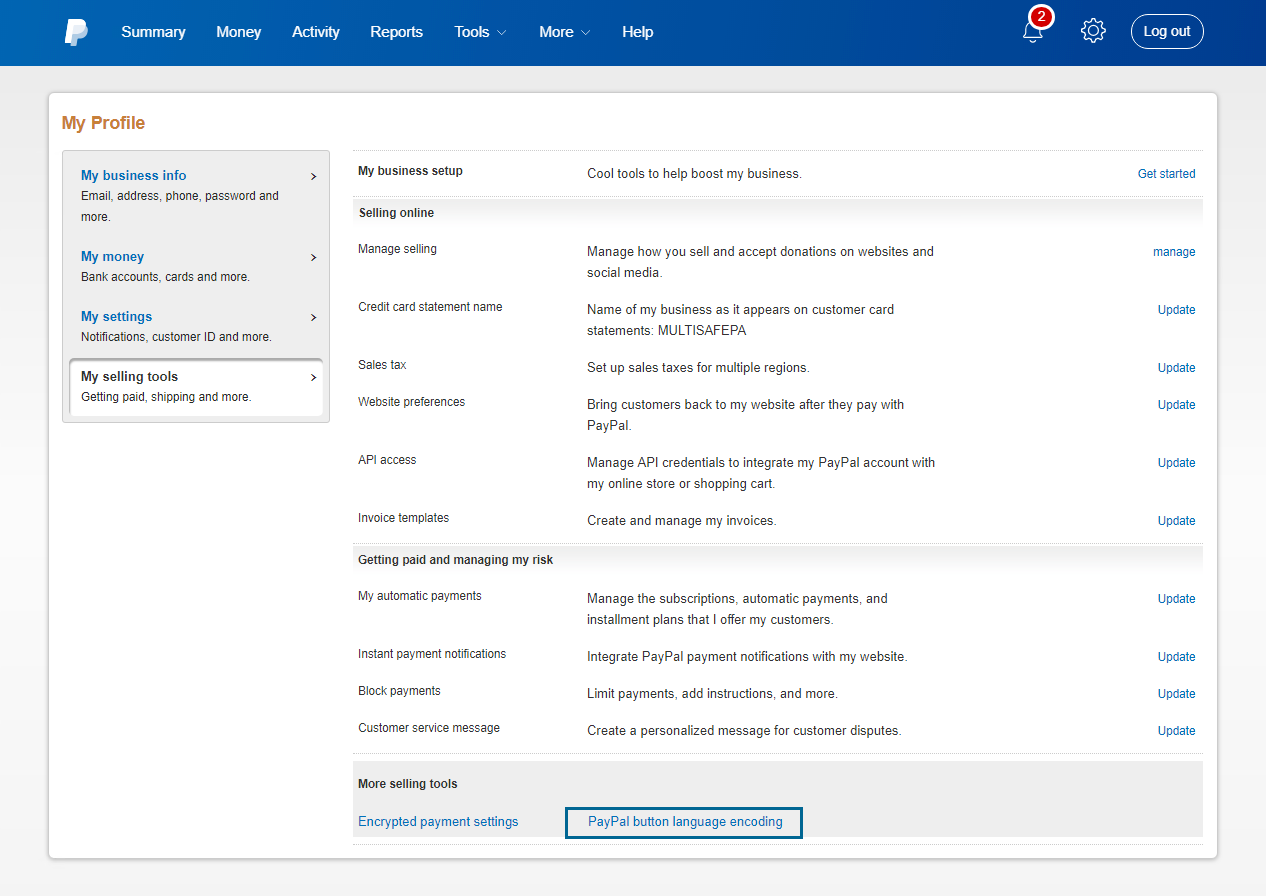 Summary Money Activity Reports Tools More Help 2 Log out
My Profile
My business info
Email, address, phone, password and
more.
My money
Bank accounts, cards and more.
My settings
Notifications, customer ID and more.
My selling tools
Getting paid, shipping and more.
My business setup Cool tools to help boost my business. Get started
Selling online
Manage selling Manage how you sell and accept donations on websites and manage
social media.
Credit card statement name Name of my business as it appears on customer card Update
statements: MULTISAFEPA
Sales tax Set up sales taxes for multiple regions. Update
Website preferences Bring customers back to my website after they pay with Update
PayPal.
API access Manage API credentials to integrate my PayPal account with Update
my online store or shopping cart.
Invoice templates Create and manage my invoices. Update
Getting paid and managing my risk
My automatic payments Manage the subscriptions, automatic payments, and Update
installment plans that I offer my customers.
Instant payment notifications Integrate PayPal payment notifications with my website. Update
Block payments Limit payments, add instructions, and more. Update
Customer service message Create a personalized message for customer disputes. Update
More selling tools
Encrypted payment settings PayPal button language encoding